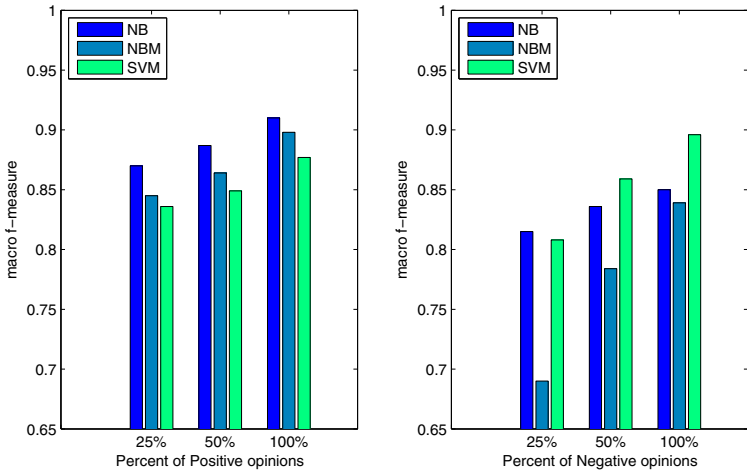 NB
NBM
SVM
1
0.95
0.9
0.85
0.8
0.75
0.7
0.65
macro f−measure
25% 50% 100%
Percent of Positive opinions
NB
NBM
SVM
1
0.95
0.9
0.85
0.8
0.75
0.7
0.65
macro f−measure
25% 50% 100%
Percent of Negative opinions